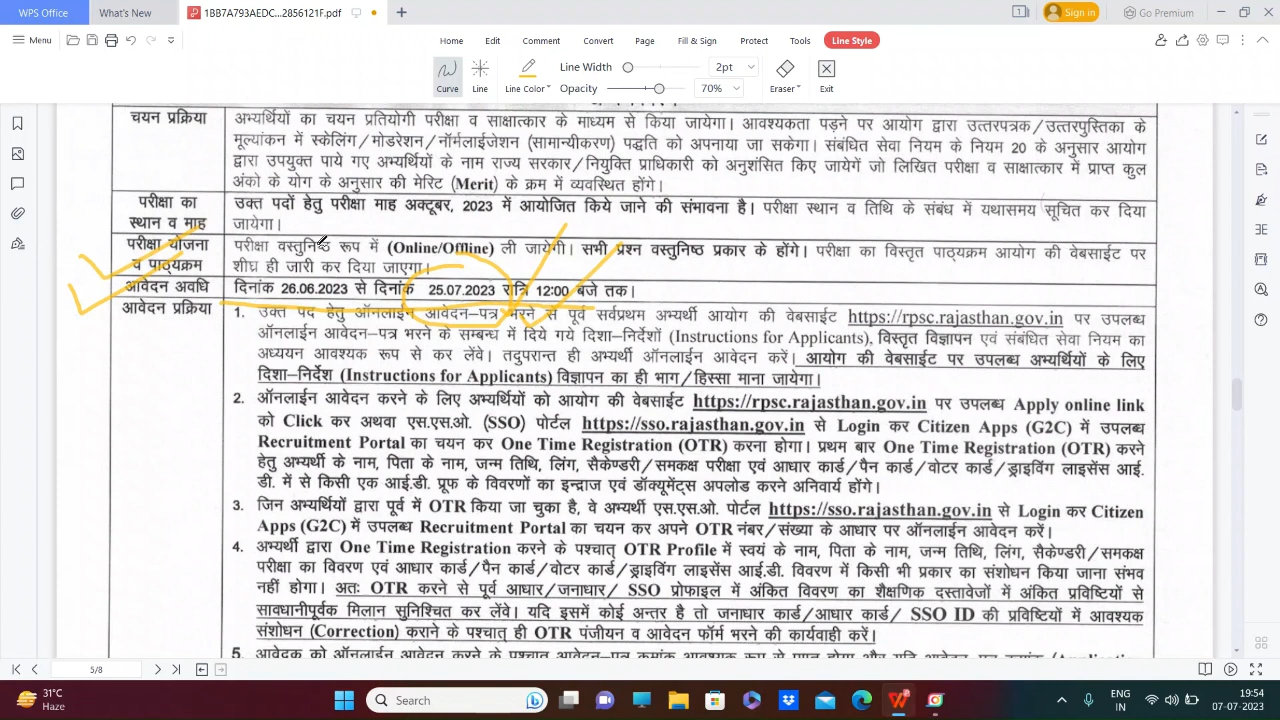 WPS Office
What's New
1BB7A793AEDC...2856121F.pdf
Sign in
Go Premium
Menu
Home Edit Comment Convert Page Fill & Sign Protect Tools Line Style
Curve Line Line Color Line Width 2pt Opacity 70% Eraser Exit
चयन प्रक्रिया
अभ्यर्थियों का चयन प्रतियोगी परीक्षा व साक्षात्कार के माध्यम से किया जायेगा। आवश्यकता पड़ने पर आयोग द्वारा उत्तरपत्रक/उत्तरपुस्तिका के
मूल्यांकन में स्केलिंग/मोडरेशन/नॉर्मलाईजेशन (सामान्यीकरण) पद्धति को अपनाया जा सकेगा। संबंधित सेवा नियम के नियम 20 के अनुसार आयोग
द्वारा उपयुक्त पाये गए अभ्यर्थियों के नाम राज्य सरकार/नियुक्ति प्राधिकारी को अनुशंसित किए जायेगें जो लिखित परीक्षा व साक्षात्कार में प्राप्त कुल
अंको के योग के अनुसार की मेरिट (Merit) के क्रम में व्यवस्थित होंगे।
परीक्षा का
स्थान व माह
उक्त पदों हेतु परीक्षा माह अक्टूबर, 2023 में आयोजित किये जाने की संभावना है। परीक्षा स्थान व तिथि के संबंध में यथासमय सूचित कर दिया
जायेगा।
परीक्षा योजना
व पाठ्यक्रम
परीक्षा वस्तुनिष्ठ रूप में (Online/Offline) ली जायेगी। सभी प्रश्न वस्तुनिष्ठ प्रकार के होंगे। परीक्षा का विस्तृत पाठ्यक्रम आयोग की वेबसाईट पर
शीघ्र ही जारी कर दिया जाएगा।
आवेदन अवधि
दिनांक 26.06.2023 से दिनांक 25.07.2023 रात्रि 12:00 बजे तक।
आवेदन प्रक्रिया
1. उक्त पद हेतु ऑनलाईन आवेदन–पत्र भरने से पूर्व सर्वप्रथम अभ्यर्थी आयोग की वेबसाईट https://rpsc.rajasthan.gov.in पर उपलब्ध
ऑनलाईन आवेदन–पत्र भरने के सम्बन्ध में दिये गये दिशा–निर्देशों (Instructions for Applicants), विस्तृत विज्ञापन एवं संबंधित सेवा नियम का
अध्ययन आवश्यक रूप से कर लेंवे। तदुपरान्त ही अभ्यर्थी ऑनलाईन आवेदन करें। आयोग की वेबसाईट पर उपलब्ध अभ्यर्थियों के लिए
दिशा–निर्देश (Instructions for Applicants) विज्ञापन का ही भाग/हिस्सा माना जायेगा।
2. ऑनलाईन आवेदन करने के लिए अभ्यर्थियों को आयोग की वेबसाईट https://rpsc.rajasthan.gov.in पर उपलब्ध Apply online link
को Click कर अथवा एस.एस.ओ. (SSO) पोर्टल https://sso.rajasthan.gov.in से Login कर Citizen Apps (G2C) में उपलब्ध
Recruitment Portal का चयन कर One Time Registration (OTR) करना होगा। प्रथम बार One Time Registration (OTR) करने
हेतु अभ्यर्थी के नाम, पिता के नाम, जन्म तिथि, लिंग, सैकेण्डरी/समकक्ष परीक्षा एवं आधार कार्ड/पैन कार्ड/वोटर कार्ड/ड्राइविंग लाइसेंस आई.
डी. में से किसी एक आई.डी. प्रूफ के विवरणों का इन्द्राज एवं डॉक्यूमेंट्स अपलोड करने अनिवार्य होंगे।
3. जिन अभ्यर्थियों द्वारा पूर्व में OTR किया जा चुका है, वे अभ्यर्थी एस.एस.ओ. पोर्टल https://sso.rajasthan.gov.in से Login कर Citizen
Apps (G2C) में उपलब्ध Recruitment Portal का चयन कर अपने OTR नंबर/संख्या के आधार पर ऑनलाईन आवेदन करें।
4. अभ्यर्थी द्वारा One Time Registration करने के पश्चात् OTR Profile में स्वयं के नाम, पिता के नाम, जन्म तिथि, लिंग, सैकेण्डरी/समकक्ष
परीक्षा का विवरण एवं आधार कार्ड/पैन कार्ड/वोटर कार्ड/ड्राइविंग लाइसेंस आई.डी. विवरण में किसी भी प्रकार का संशोधन किया जाना संभव
नहीं होगा। अतः OTR करने से पूर्व आधार/जनाधार/ SSO प्रोफाइल में अंकित विवरण का शैक्षणिक दस्तावेजों में अंकित प्रविष्टियों से
सावधानीपूर्वक मिलान सुनिश्चित कर लेंवे। यदि इसमें कोई अन्तर है तो जनाधार कार्ड/आधार कार्ड/ SSO ID की प्रविष्टियों में आवश्यक
संशोधन (Correction) कराने के पश्चात् ही OTR पंजीयन व आवेदन फॉर्म भरने की कार्यवाही करें।
5. आवेदक को ऑनलाईन आवेदन करने के पश्चात आवेदन–पत्र क्रमांक आवश्यक रूप से प्राप्त होगा और यदि
5/8
31°C
Haze
Search
ENG
IN
19:54
07-07-2023